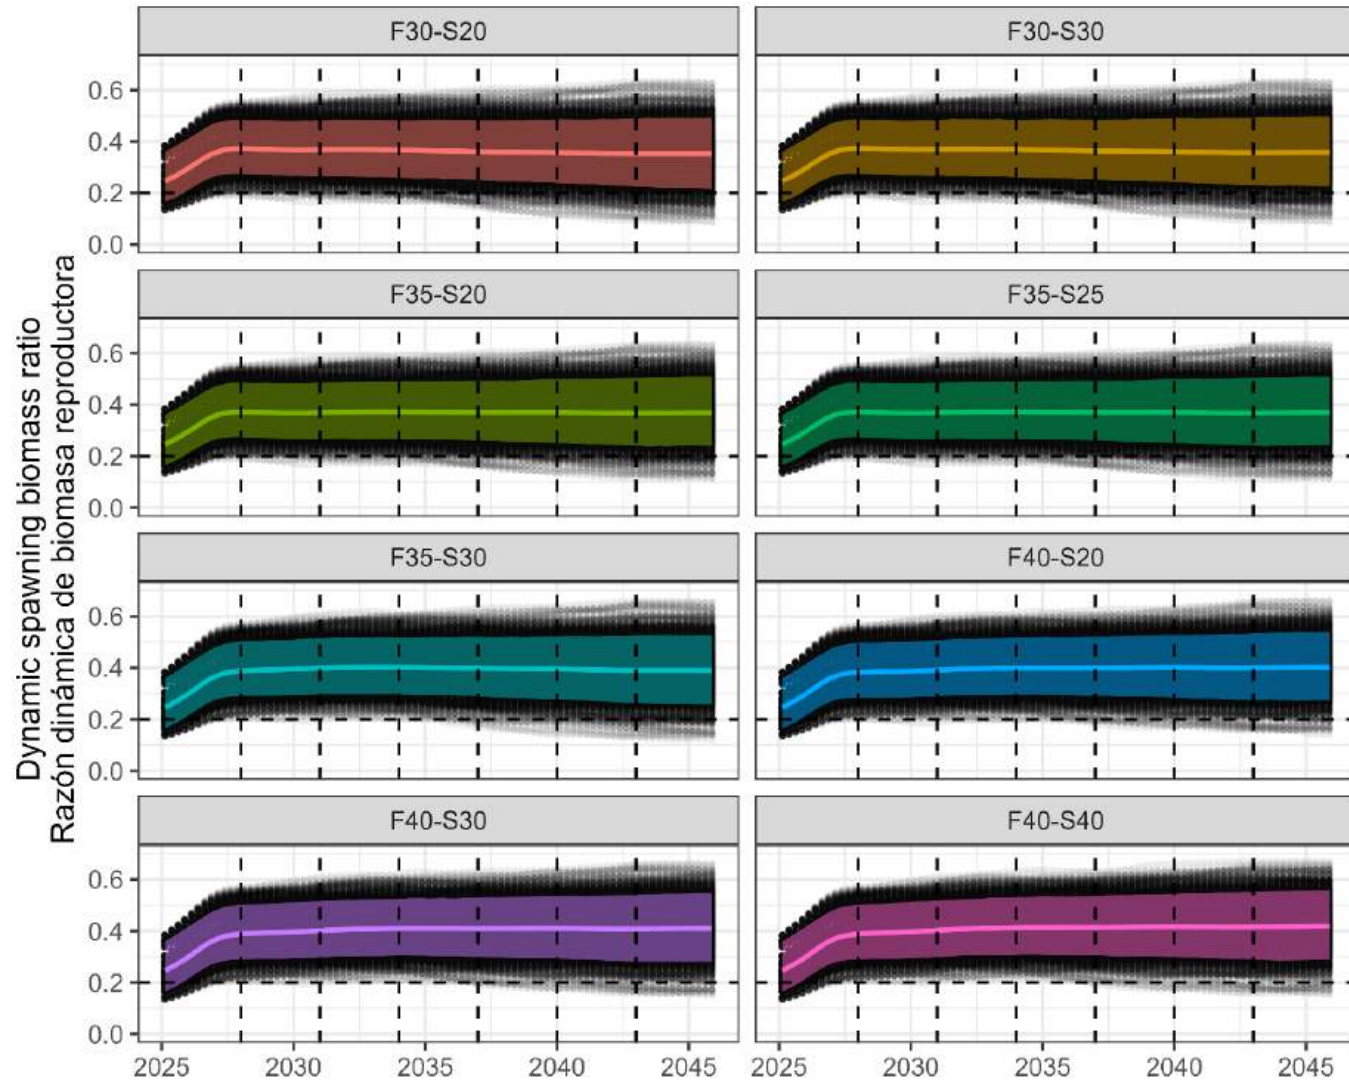 Dynamic spawning biomass ratio
Razón dinámica de biomasa reproductora
F30-S20
F30-S30
0.6
0.4
0.2
0.0
F35-S20
F35-S25
0.6
0.4
0.2
0.0
F35-S30
F40-S20
0.6
0.4
0.2
0.0
F40-S30
F40-S40
0.6
0.4
0.2
0.0
2025 2030 2035 2040 2045
2025 2030 2035 2040 2045